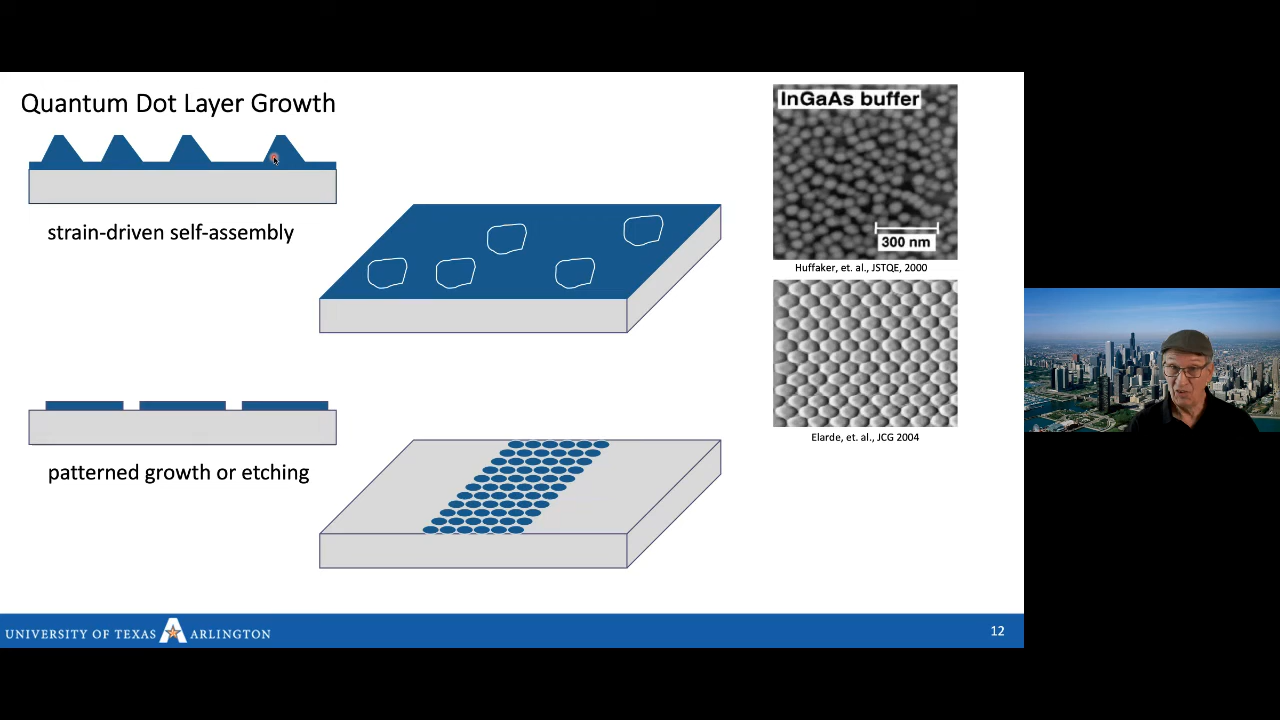 Quantum Dot Layer Growth
strain-driven self-assembly
patterned growth or etching
InGaAs buffer
300 nm
Huffaker, et. al., JSTQE, 2000
Elarde, et. al., JCG 2004
UNIVERSITY OF TEXAS A ARLINGTON
12